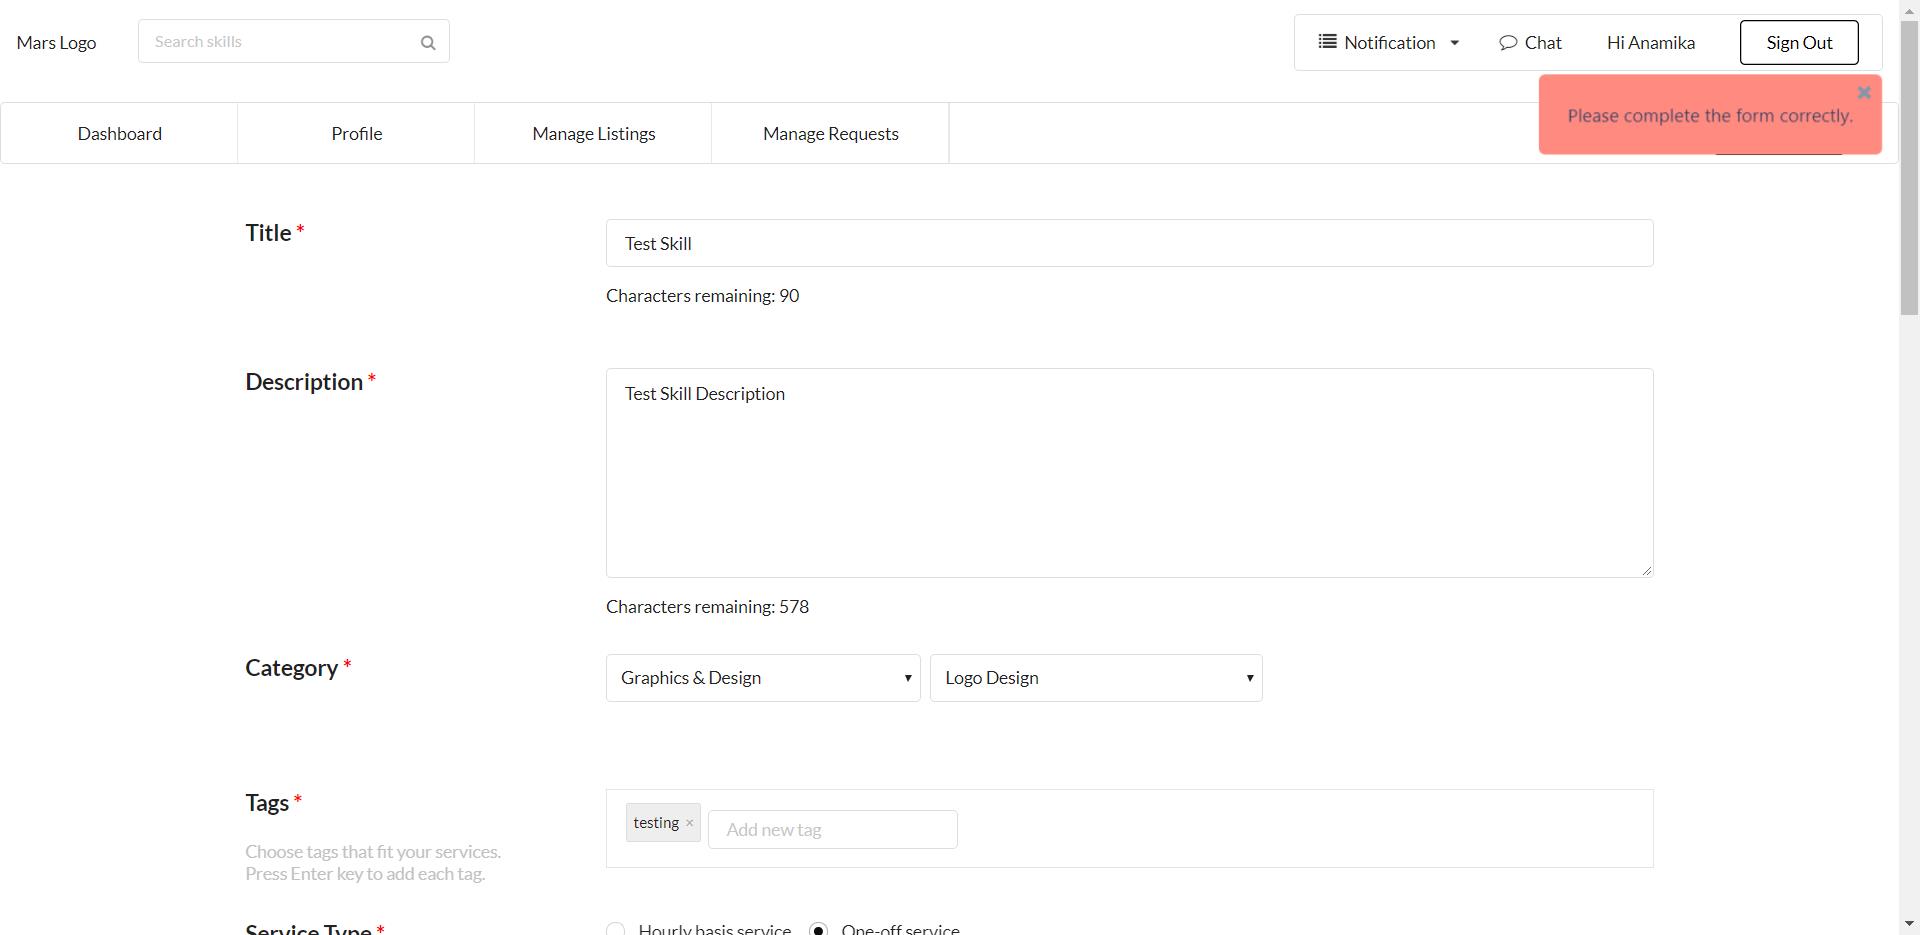 Mars Logo
Search skills
Notification
Chat
Hi Anamika
Sign Out
Please complete the form correctly.
Dashboard
Profile
Manage Listings
Manage Requests
Title *
Test Skill
Characters remaining: 90
Description *
Test Skill Description
Characters remaining: 578
Category *
Graphics & Design
Logo Design
Tags *
testing ×
Add new tag
Choose tags that fit your services.
Press Enter key to add each tag.
Service Type *
Hourly basis service
One-off service